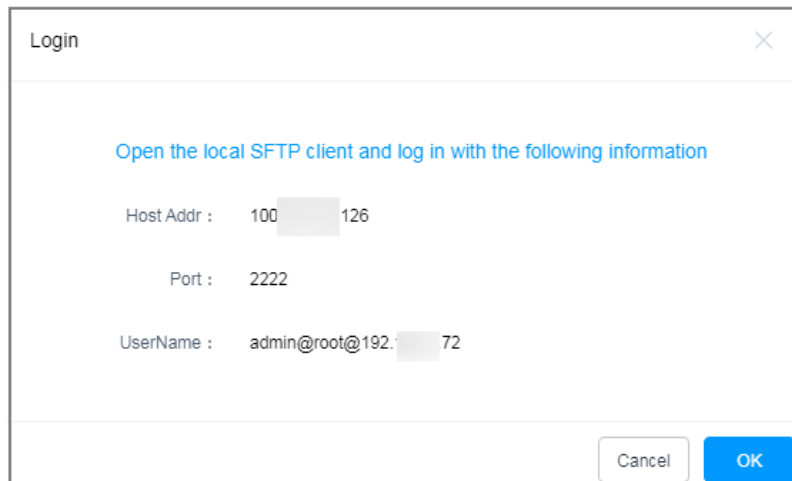 Login
Open the local SFTP client and log in with the following information
Host Addr : 100 126
Port : 2222
UserName : admin@root@192. 72
Cancel OK